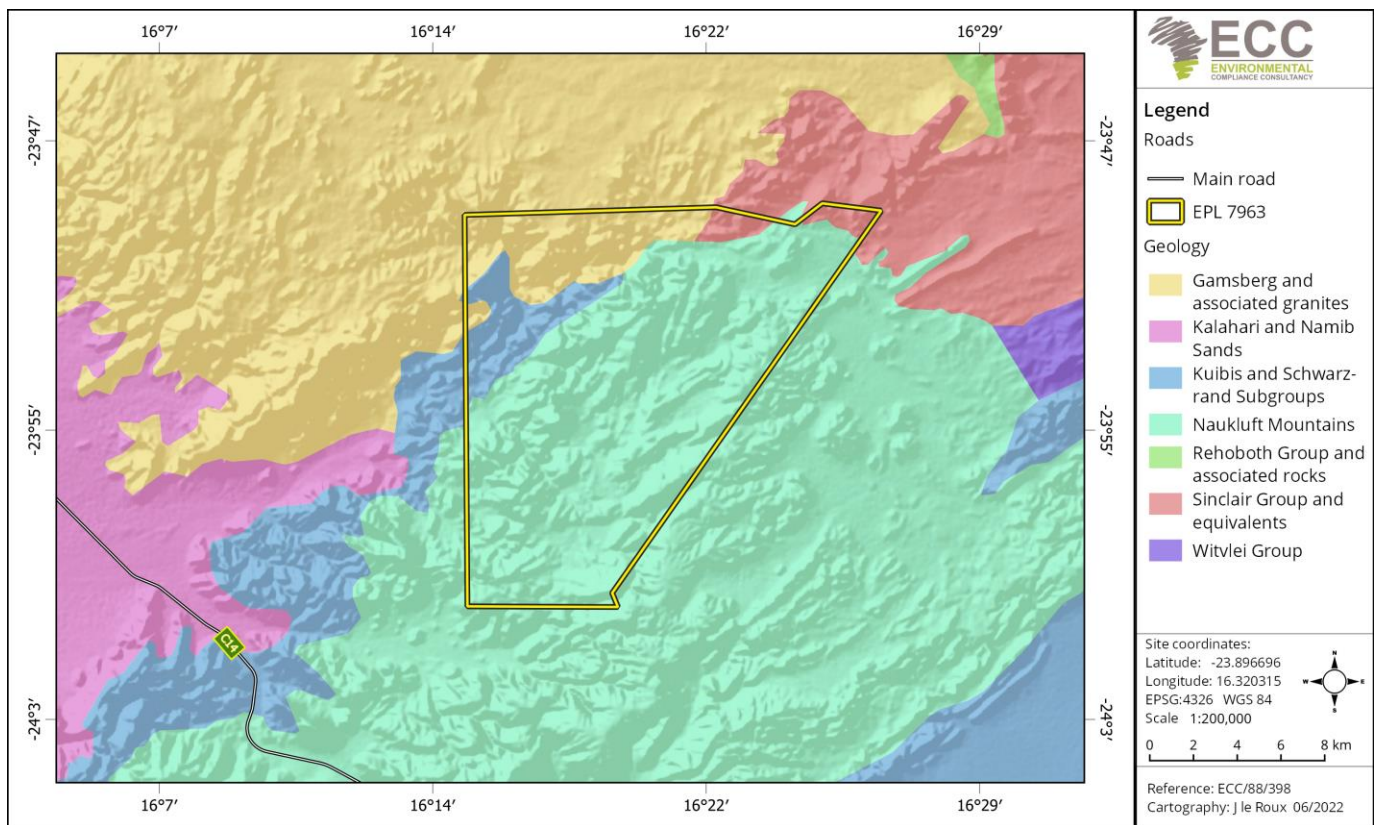 16°7′ 16°14′ 16°22′ 16°29′
-23°47′ -23°47′
-23°55′ -23°55′
-24°3′ -24°3′
C14
16°7′ 16°14′ 16°22′ 16°29′
ECC
ENVIRONMENTAL
COMPLIANCE CONSULTANCY
Legend
Roads
Main road
EPL 7963
Geology
Gamsberg and
associated granites
Kalahari and Namib
Sands
Kuibis and Schwarz-
rand Subgroups
Naukluft Mountains
Rehoboth Group and
associated rocks
Sinclair Group and
equivalents
Witvlei Group
Site coordinates:
Latitude: -23.896696
Longitude: 16.320315
EPSG:4326 WGS 84
Scale 1:200,000
N
W E
S
0 2 4 6 8 km
Reference: ECC/88/398
Cartography: J le Roux 06/2022